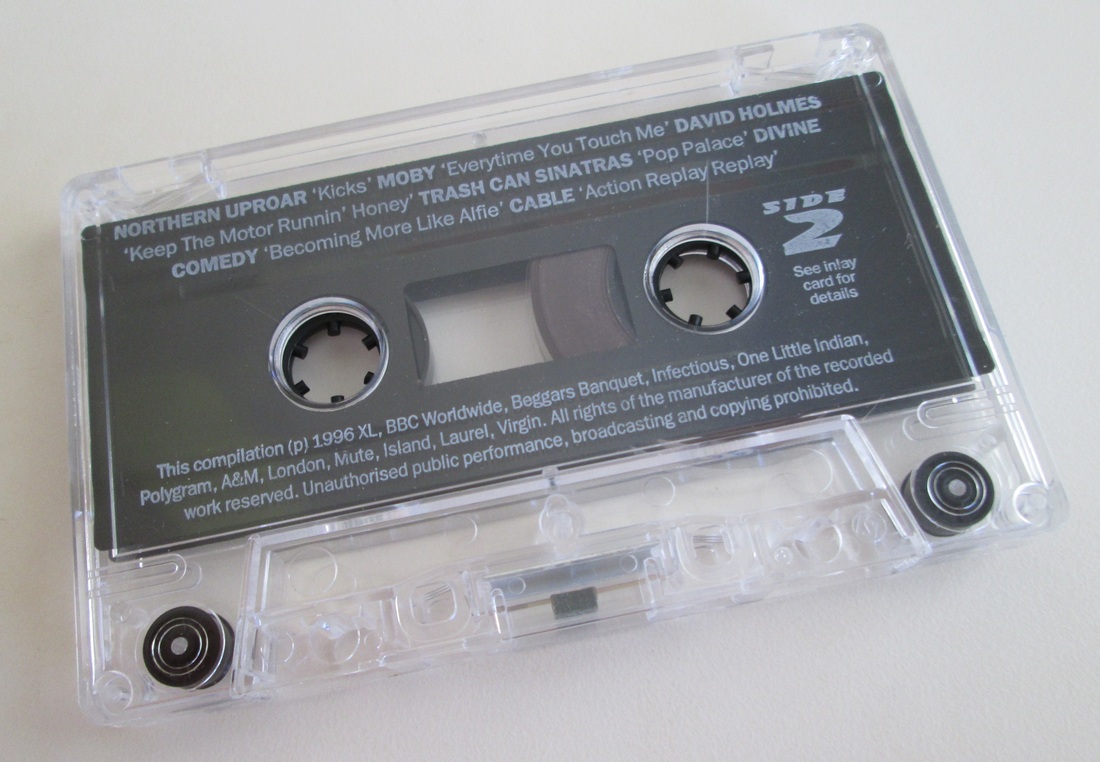 NORTHERN UPROAR ‘Kicks’ MOBY ‘Everytime You Touch Me’ DAVID HOLMES
‘Keep The Motor Runnin’ Honey’ TRASH CAN SINATRAS ‘Pop Palace’ DIVINE
COMEDY ‘Becoming More Like Alfie’ CABLE ‘Action Replay Replay’
SIDE
2
See inlay
card for
details
This compilation (p) 1996 XL, BBC Worldwide, Beggars Banquet, Infectious, One Little Indian,
Polygram, A&M, London, Mute, Island, Laurel, Virgin. All rights of the manufacturer of the recorded
work reserved. Unauthorised public performance, broadcasting and copying prohibited.